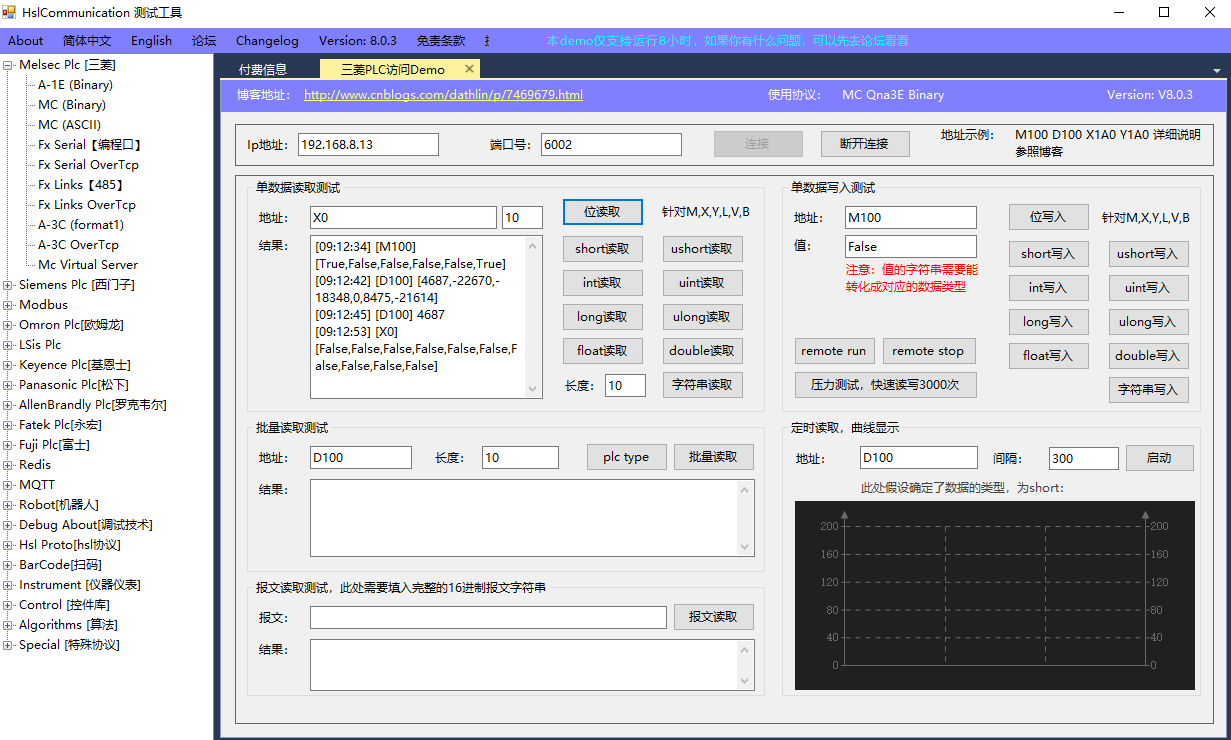 HslCommunication 测试工具
About 简体中文 English 论坛 Changelog Version: 8.0.3 免责条款 本demo仅支持运行8小时，如果你有什么问题，可以先去论坛看看
Melsec Plc [三菱]
A-1E (Binary)
MC (Binary)
MC (ASCII)
Fx Serial【编程口】
Fx Serial OverTcp
Fx Links【485】
Fx Links OverTcp
A-3C (format1)
A-3C OverTcp
Mc Virtual Server
Siemens Plc [西门子]
Modbus
Omron Plc[欧姆龙]
LSis Plc
Keyence Plc[基恩士]
Panasonic Plc[松下]
AllenBrandly Plc[罗克韦尔]
Fatek Plc[永宏]
Fuji Plc[富士]
Redis
MQTT
Robot[机器人]
Debug About[调试技术]
Hsl Proto[hsl协议]
BarCode[扫码]
Instrument [仪器仪表]
Control [控件库]
Algorithms [算法]
Special [特殊协议]
付费信息 三菱PLC访问Demo
博客地址： http://www.cnblogs.com/dathlin/p/7469679.html 使用协议： MC Qna3E Binary Version: V8.0.3
Ip地址： 192.168.8.13 端口号： 6002 连接 断开连接 地址示例： M100 D100 X1A0 Y1A0 详细说明
参照博客
单数据读取测试
地址： X0 10 位读取 针对M,X,Y,L,V,B
结果：
[09:12:34] [M100]
[True,False,False,False,False,True]
[09:12:42] [D100] [4687,-22670,-
18348,0,8475,-21614]
[09:12:45] [D100] 4687
[09:12:53] [X0]
[False,False,False,False,False,False,F
alse,False,False,False]
short读取 ushort读取
int读取 uint读取
long读取 ulong读取
float读取 double读取
长度： 10 字符串读取
单数据写入测试
地址： M100 位写入 针对M,X,Y,L,V,B
值： False
注意：值的字符串需要能
转化成对应的数据类型
short写入 ushort写入
int写入 uint写入
long写入 ulong写入
remote run remote stop float写入 double写入
压力测试，快速读写3000次 字符串写入
批量读取测试
地址： D100 长度： 10 plc type 批量读取
结果：
报文读取测试，此处需要填入完整的16进制报文字符串
报文： 报文读取
结果：
定时读取，曲线显示
地址： D100 间隔： 300 启动
此处假设确定了数据的类型，为short：
200 200
160 160
120 120
80 80
40 40
0 0